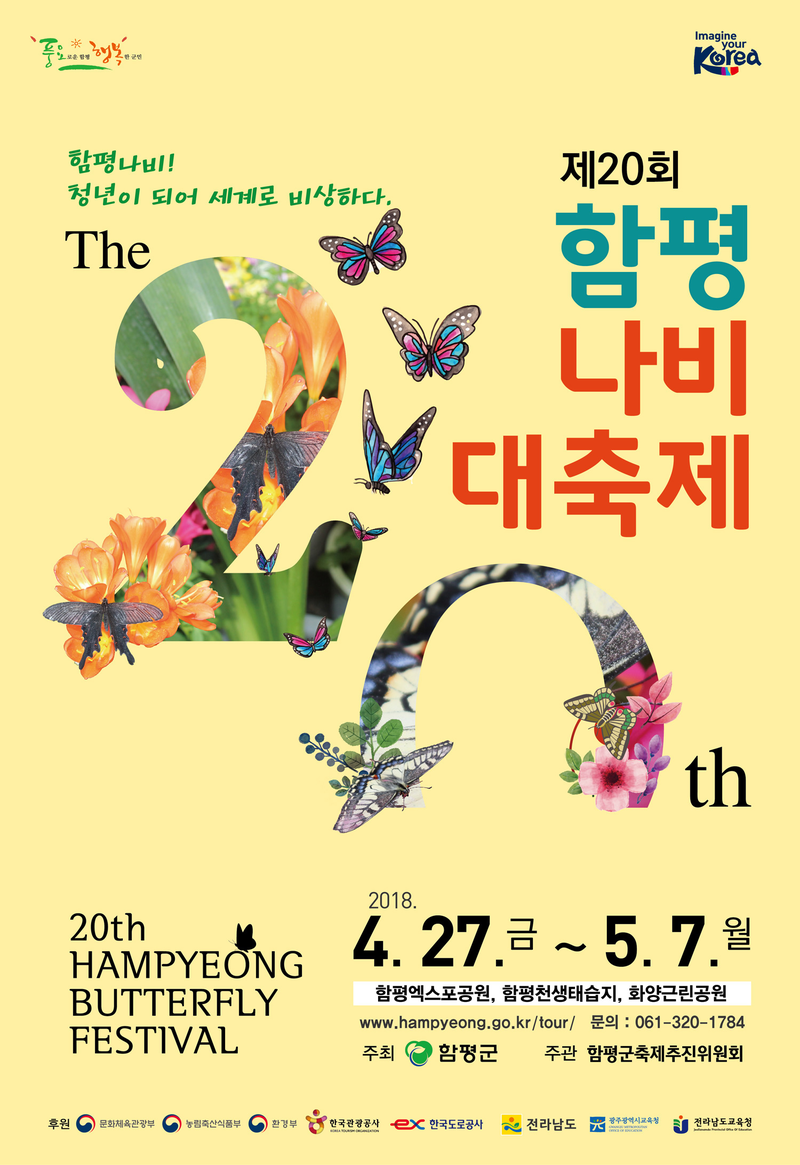 풍요로운 함평 행복한 군민
Imagine
your
Korea
함평나비!
청년이 되어 세계로 비상하다.
The
20
th
제20회
함평
나비
대축제
20th
HAMPYEONG
BUTTERFLY
FESTIVAL
2018.
4. 27.금 ~ 5. 7.월
함평엑스포공원, 함평천생태습지, 화양근린공원
www.hampyeong.go.kr/tour/ 문의 : 061-320-1784
주최 함평군 주관 함평군축제추진위원회
후원 문화체육관광부 농림축산식품부 환경부 한국관광공사 KOREA TOURISM ORGANIZATION ex 한국도로공사 전라남도 광주광역시교육청 전라남도교육청